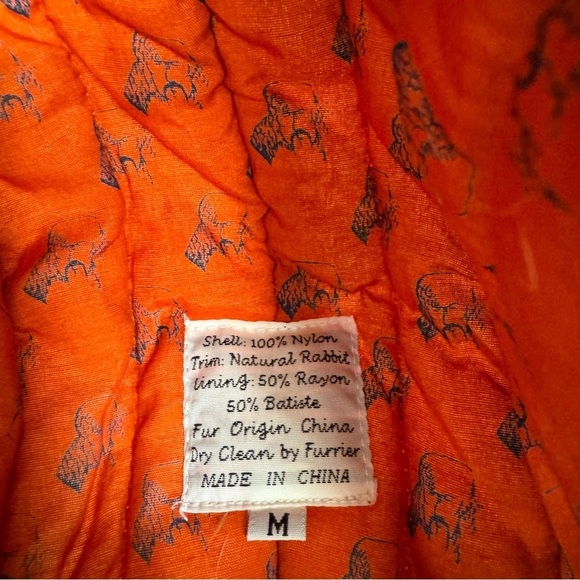 Shell: 100% Nylon
Trim: Natural Rabbit
Lining: 50% Rayon
50% Batiste
Fur Origin China
Dry Clean by Furrier
MADE IN CHINA
M